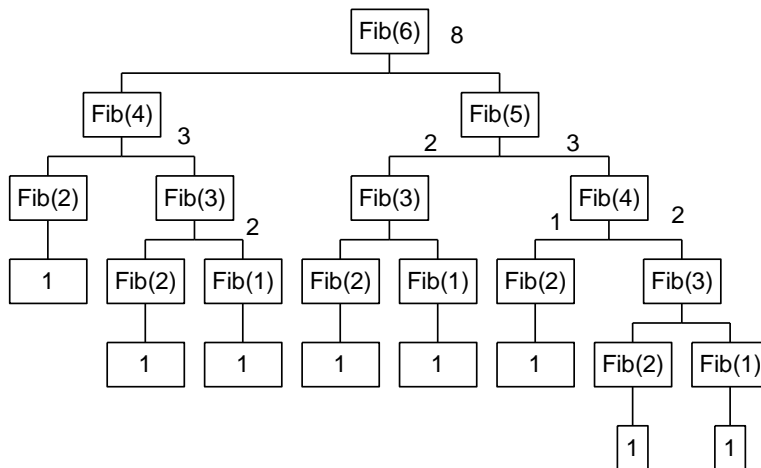 Fib(6) 8
Fib(4) Fib(5)
3 2 3
Fib(2) Fib(3) Fib(3) Fib(4)
2 1 2
1 Fib(2) Fib(1) Fib(2) Fib(1) Fib(2) Fib(3)
1 1 1 1 1 Fib(2) Fib(1)
1 1